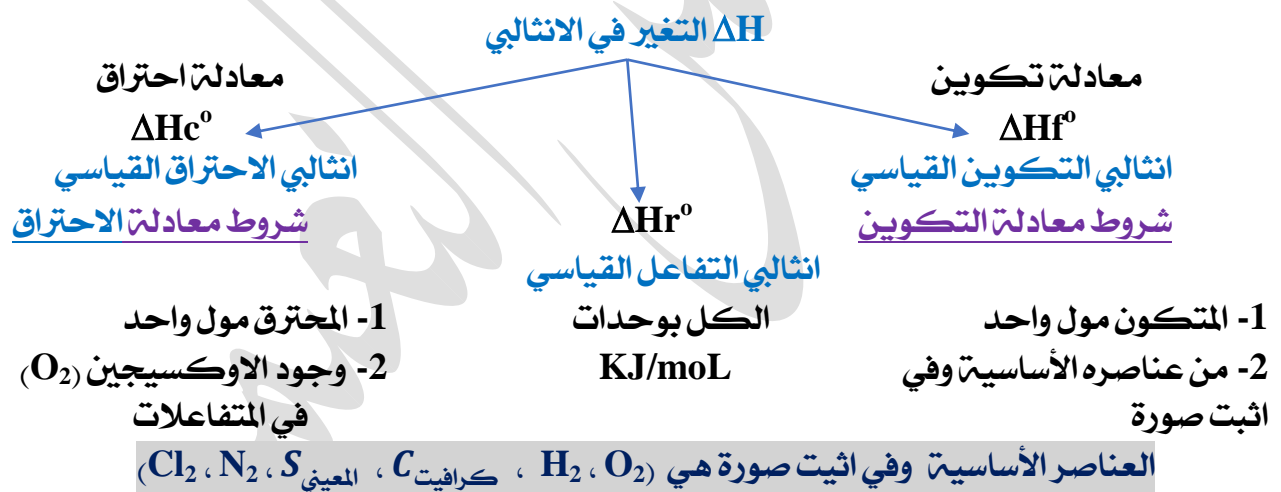 ΔH التغير في الانثالبي
معادلة تكوين
ΔHf°
انثالبي التكوين القياسي
شروط معادلة التكوين
1- المتكون مول واحد
2- من عناصره الأساسية وفي
اثبت صورة
ΔHr°
انثالبي التفاعل القياسي
الكل بوحدات
KJ/moL
معادلة احتراق
ΔHc°
انثالبي الاحتراق القياسي
شروط معادلة الاحتراق
1- المحترق مول واحد
2- وجود الاوكسيجين (O₂)
في المتفاعلات
العناصر الأساسية وفي اثيت صورة هي (H₂ ، O₂ ، C كرافيت ، S المعيني ، N₂ ، Cl₂)